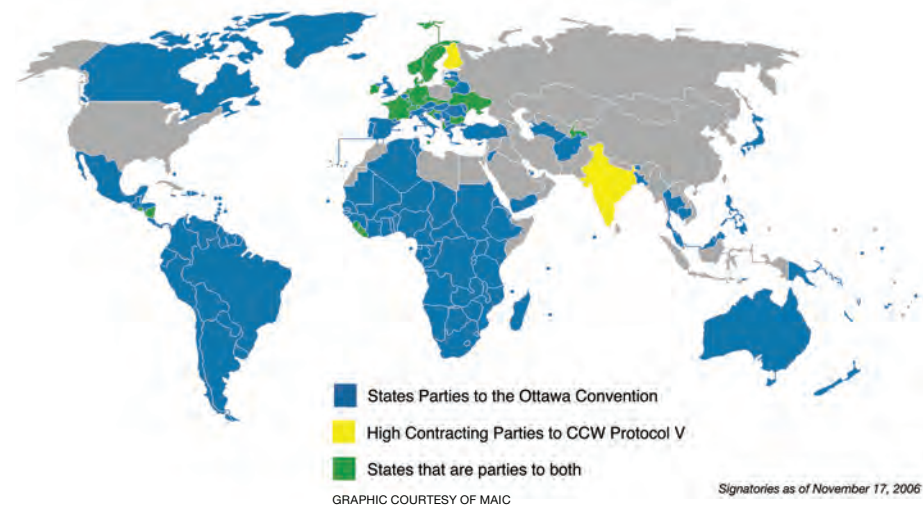 States Parties to the Ottawa Convention
High Contracting Parties to CCW Protocol V
States that are parties to both
GRAPHIC COURTESY OF MAIC
Signatories as of November 17, 2006